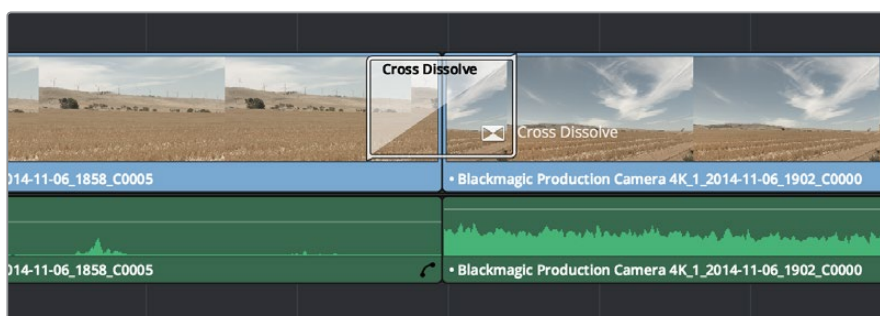 Cross Dissolve
Cross Dissolve
014-11-06_1858_C0005
• Blackmagic Production Camera 4K_1_2014-11-06_1902_C0000
014-11-06_1858_C0005
• Blackmagic Production Camera 4K_1_2014-11-06_1902_C0000